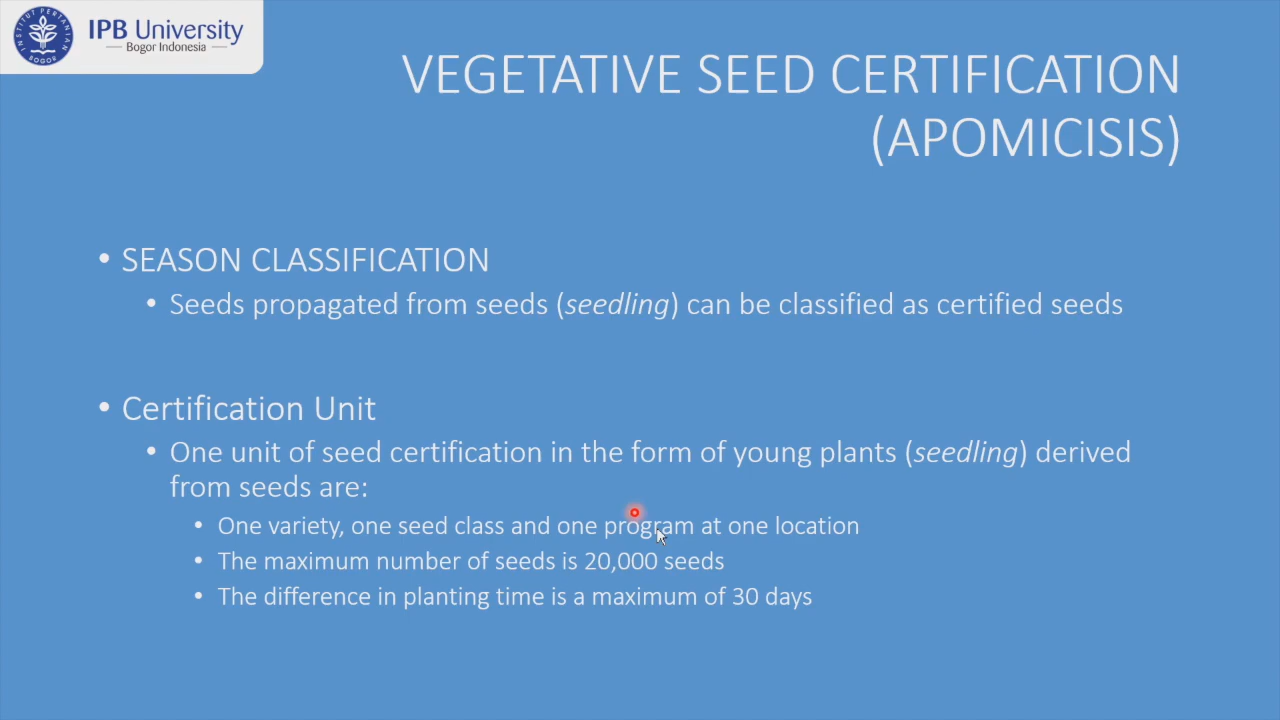 INSTITUT PERTANIAN
BOGOR
IPB University
Bogor Indonesia
VEGETATIVE SEED CERTIFICATION
(APOMICISIS)
• SEASON CLASSIFICATION
• Seeds propagated from seeds (seedling) can be classified as certified seeds
• Certification Unit
• One unit of seed certification in the form of young plants (seedling) derived
from seeds are:
• One variety, one seed class and one program at one location
• The maximum number of seeds is 20,000 seeds
• The difference in planting time is a maximum of 30 days